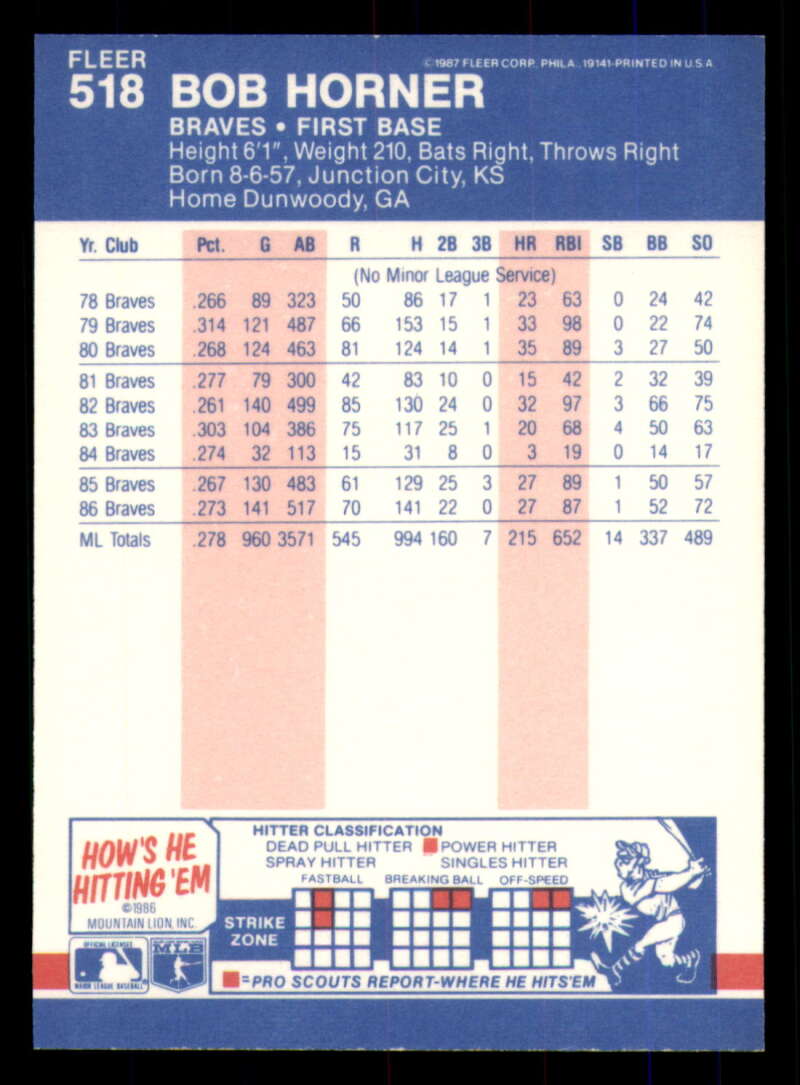 FLEER
518 BOB HORNER
© 1987 FLEER CORP. PHILA., 19141-PRINTED IN U.S.A.
BRAVES • FIRST BASE
Height 6'1", Weight 210, Bats Right, Throws Right
Born 8-6-57, Junction City, KS
Home Dunwoody, GA
Yr. Club Pct. G AB R H 2B 3B HR RBI SB BB SO
(No Minor League Service)
78 Braves .266 89 323 50 86 17 1 23 63 0 24 42
79 Braves .314 121 487 66 153 15 1 33 98 0 22 74
80 Braves .268 124 463 81 124 14 1 35 89 3 27 50
81 Braves .277 79 300 42 83 10 0 15 42 2 32 39
82 Braves .261 140 499 85 130 24 0 32 97 3 66 75
83 Braves .303 104 386 75 117 25 1 20 68 4 50 63
84 Braves .274 32 113 15 31 8 0 3 19 0 14 17
85 Braves .267 130 483 61 129 25 3 27 89 1 50 57
86 Braves .273 141 517 70 141 22 0 27 87 1 52 72
ML Totals .278 960 3571 545 994 160 7 215 652 14 337 489
HOW'S HE
HITTING 'EM
©1986
MOUNTAIN LION, INC.
OFFICIAL LICENSEE
MAJOR LEAGUE BASEBALL
MLB
HITTER CLASSIFICATION
DEAD PULL HITTER POWER HITTER
SPRAY HITTER SINGLES HITTER
FASTBALL BREAKING BALL OFF-SPEED
STRIKE
ZONE
=PRO SCOUTS REPORT-WHERE HE HITS'EM